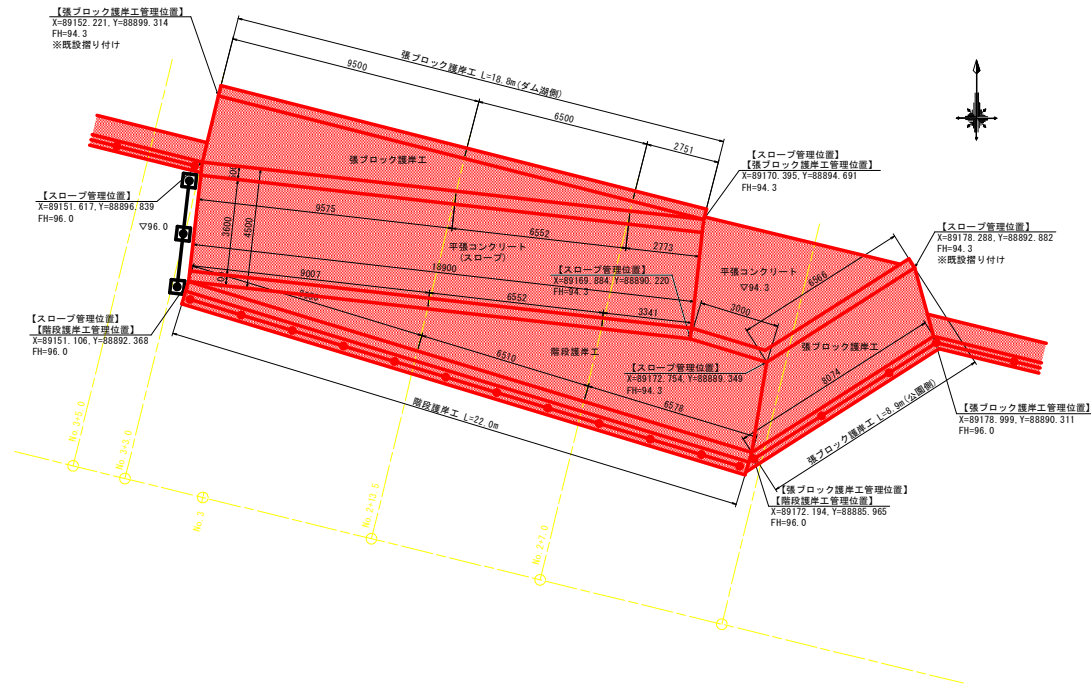 【張ブロック護岸工管理位置】
X=89152.221, Y=88899.314
FH=94.3
※既設摺り付け
張ブロック護岸工 L=18.8m(ダム湖側)
9500
6500
2751
【スロープ管理位置】
【張ブロック護岸工管理位置】
X=89170.395, Y=88894.691
FH=94.3
張ブロック護岸工
【スロープ管理位置】
X=89151.617, Y=88896.839
FH=96.0
▽96.0
3600
4500
9575
6552
2773
平張コンクリート
(スロープ)
18900
【スロープ管理位置】
X=89169.884, Y=88890.220
FH=94.3
平張コンクリート
▽94.3
6566
【スロープ管理位置】
X=89178.288, Y=88892.882
FH=94.3
※既設摺り付け
9007
6552
3341
3000
【スロープ管理位置】
【階段護岸工管理位置】
X=89151.106, Y=88892.368
FH=96.0
6510
階段護岸工
6578
【スロープ管理位置】
X=89172.754, Y=88889.349
FH=94.3
張ブロック護岸工
8074
階段護岸工 L=22.0m
張ブロック護岸工 L=8.9m(公園側)
【張ブロック護岸工管理位置】
X=89178.999, Y=88890.311
FH=96.0
【張ブロック護岸工管理位置】
【階段護岸工管理位置】
X=89172.194, Y=88885.965
FH=96.0
No.3
No.2+7.0